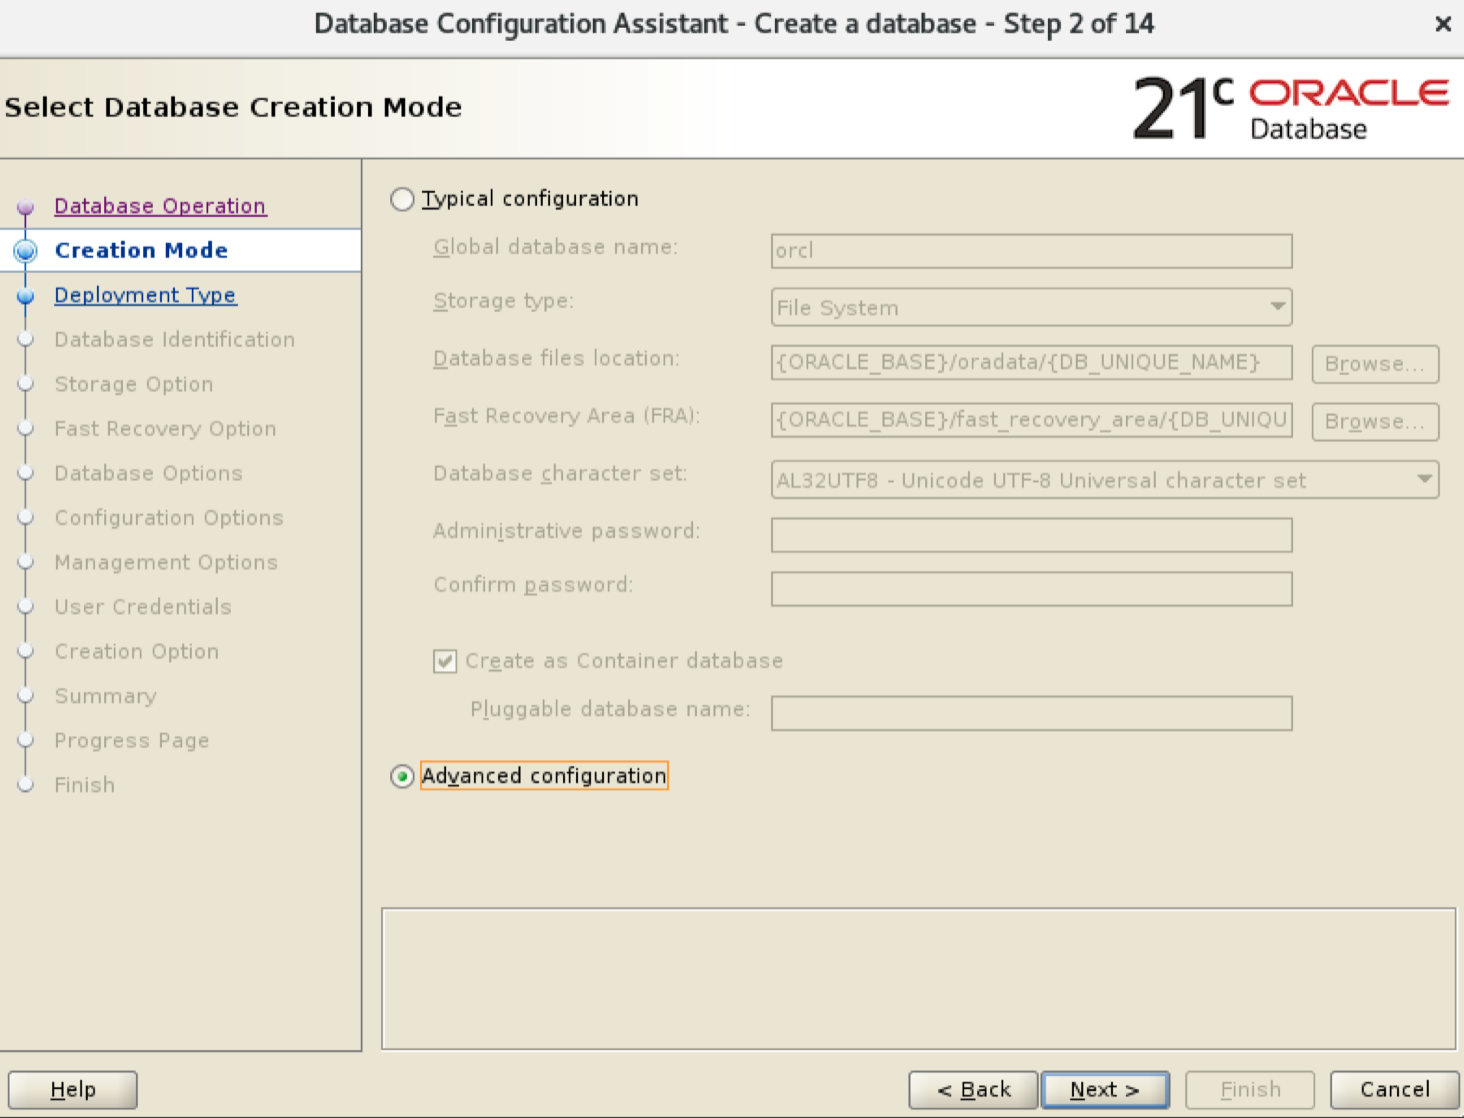 Database Configuration Assistant - Create a database - Step 2 of 14
Select Database Creation Mode
21c ORACLE
Database
Database Operation
Creation Mode
Deployment Type
Database Identification
Storage Option
Fast Recovery Option
Database Options
Configuration Options
Management Options
User Credentials
Creation Option
Summary
Progress Page
Finish
Typical configuration
Global database name: orcl
Storage type: File System
Database files location: {ORACLE_BASE}/oradata/{DB_UNIQUE_NAME} Browse...
Fast Recovery Area (FRA): {ORACLE_BASE}/fast_recovery_area/{DB_UNIQU Browse...
Database character set: AL32UTF8 - Unicode UTF-8 Universal character set
Administrative password:
Confirm password:
Create as Container database
Pluggable database name:
Advanced configuration
Help < Back Next > Finish Cancel